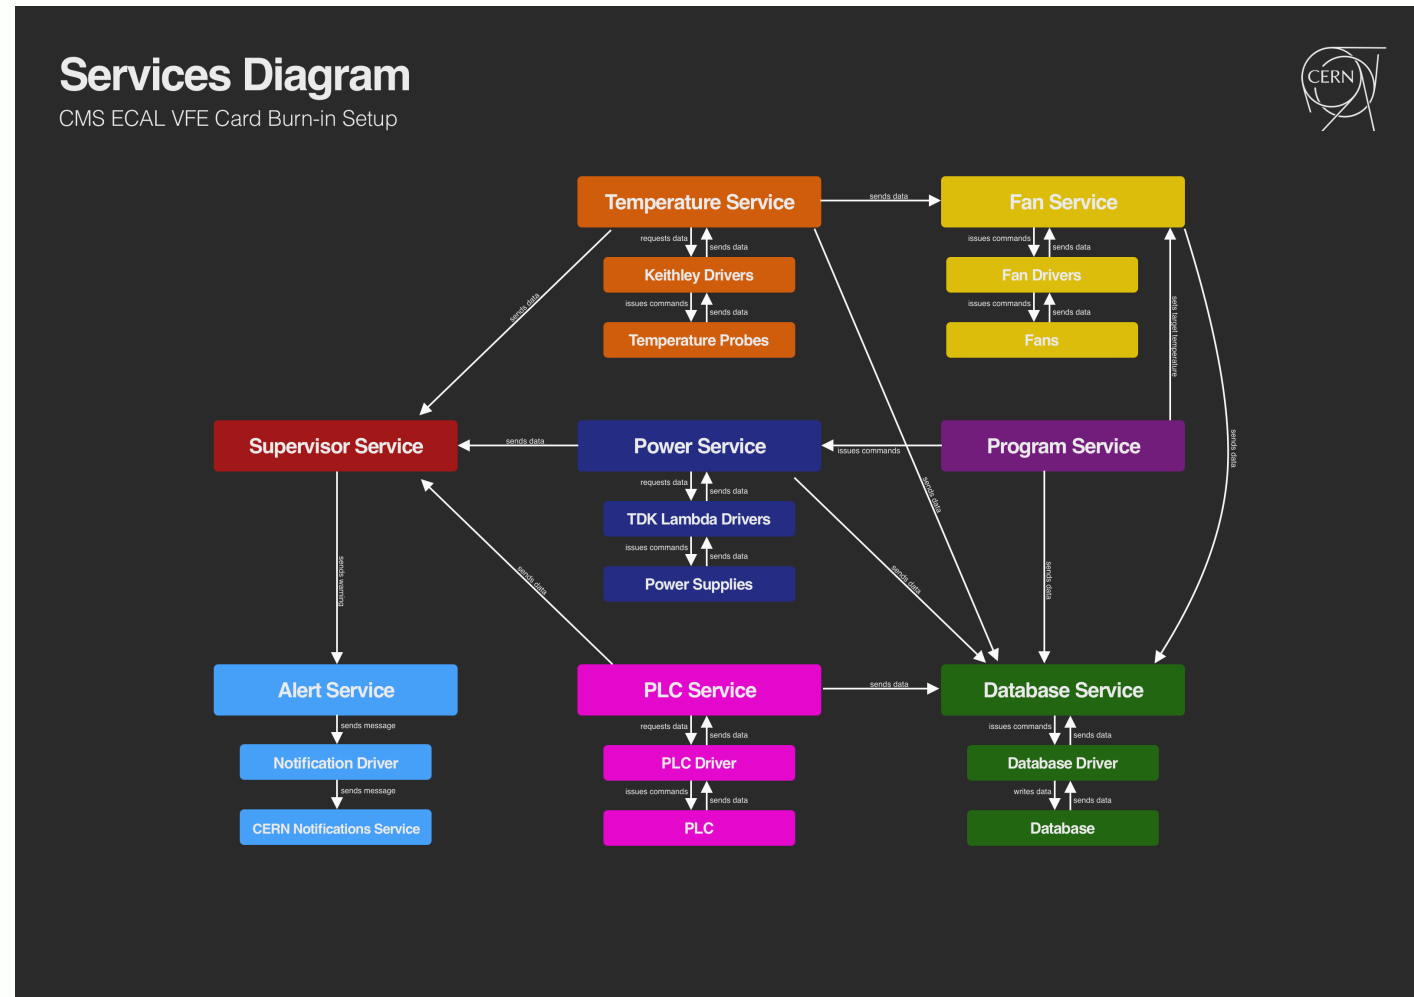 Services Diagram
CMS ECAL VFE Card Burn-in Setup
CERN
Temperature Service
sends data
Fan Service
requests data
sends data
issues commands
sends data
Keithley Drivers
Fan Drivers
issues commands
sends data
issues commands
sends data
Temperature Probes
Fans
sends data
sets target temperature
Supervisor Service
sends data
Power Service
issues commands
Program Service
sends data
requests data
sends data
sends data
TDK Lambda Drivers
issues commands
sends data
Power Supplies
sends warning
sends data
sends data
sends data
Alert Service
PLC Service
sends data
Database Service
sends message
requests data
sends data
issues commands
sends data
Notification Driver
PLC Driver
Database Driver
sends message
issues commands
sends data
writes data
sends data
CERN Notifications Service
PLC
Database